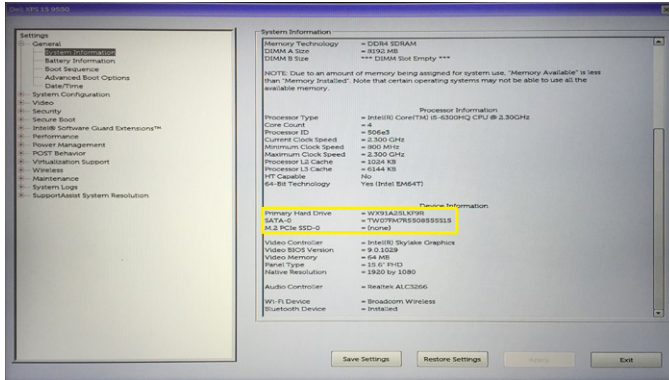 Dell XPS 15 9550
Settings
General
System Information
Battery Information
Boot Sequence
Advanced Boot Options
Date/Time
System Configuration
Video
Security
Secure Boot
Intel® Software Guard Extensions™
Performance
Power Management
POST Behavior
Virtualization Support
Wireless
Maintenance
System Logs
SupportAssist System Resolution
System Information
Memory Technology = DDR4 SDRAM
DIMM A Size = 8192 MB
DIMM B Size *** DIMM Slot Empty ***
NOTE: Due to an amount of memory being assigned for system use, "Memory Available" is less
than "Memory Installed". Note that certain operating systems may not be able to use all the
available memory.
Processor Information
Processor Type = Intel(R) Core(TM) i5-6300HQ CPU @ 2.30GHz
Core Count = 4
Processor ID = 506e3
Current Clock Speed = 2.300 GHz
Minimum Clock Speed = 800 MHz
Maximum Clock Speed = 2.300 GHz
Processor L2 Cache = 1024 KB
Processor L3 Cache = 6144 KB
HT Capable No
64-Bit Technology Yes (Intel EM64T)
Device Information
Primary Hard Drive
SATA-0
M.2 PCIe SSD-0 = (none)
Video Controller = Intel(R) Skylake Graphics
Video BIOS Version = 9.0.1029
Video Memory = 64 MB
Panel Type = 15.6" FHD
Native Resolution = 1920 by 1080
Audio Controller = Realtek ALC3266
Wi-Fi Device = Broadcom Wireless
Bluetooth Device = Installed
Save Settings
Restore Settings
Apply
Exit